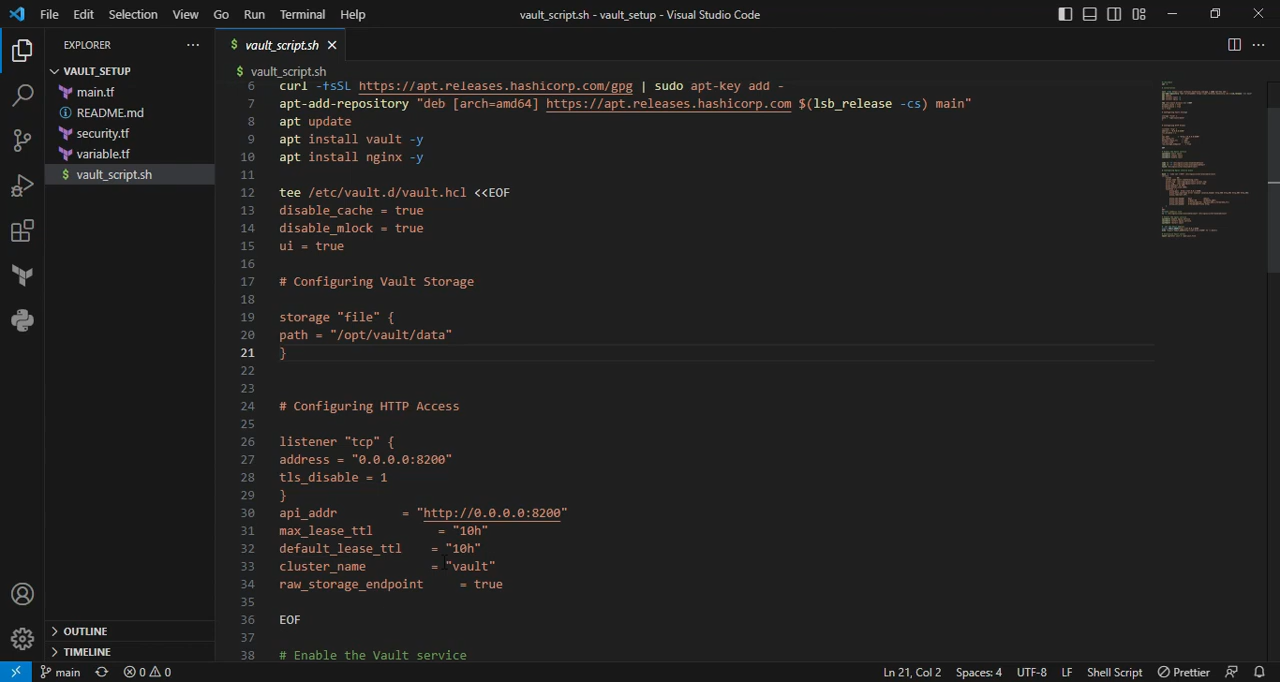 File Edit Selection View Go Run Terminal Help
vault_script.sh - vault_setup - Visual Studio Code
EXPLORER
VAULT_SETUP
main.tf
README.md
security.tf
variable.tf
$ vault_script.sh
OUTLINE
TIMELINE
$ vault_script.sh
$ vault_script.sh
6 curl -fsSL https://apt.releases.hashicorp.com/gpg | sudo apt-key add -
7 apt-add-repository "deb [arch=amd64] https://apt.releases.hashicorp.com $(lsb_release -cs) main"
8 apt update
9 apt install vault -y
10 apt install nginx -y
11
12 tee /etc/vault.d/vault.hcl <<EOF
13 disable_cache = true
14 disable_mlock = true
15 ui = true
16
17 # Configuring Vault Storage
18
19 storage "file" {
20 path = "/opt/vault/data"
21 }
22
23
24 # Configuring HTTP Access
25
26 listener "tcp" {
27 address = "0.0.0.0:8200"
28 tls_disable = 1
29 }
30 api_addr = "http://0.0.0.0:8200"
31 max_lease_ttl = "10h"
32 default_lease_ttl = "10h"
33 cluster_name = "vault"
34 raw_storage_endpoint = true
35
36 EOF
37
38 # Enable the Vault service
main 0 0 Ln 21, Col 2 Spaces: 4 UTF-8 LF Shell Script Prettier